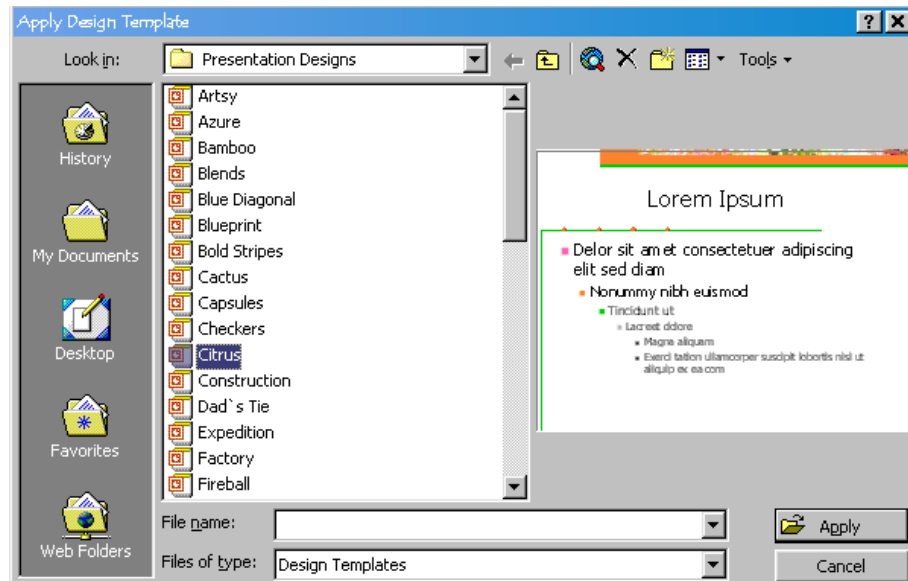 Apply Design Template
Look in:
Presentation Designs
Tools
History
My Documents
Desktop
Favorites
Web Folders
Artsy
Azure
Bamboo
Blends
Blue Diagonal
Blueprint
Bold Stripes
Cactus
Capsules
Checkers
Citrus
Construction
Dad`s Tie
Expedition
Factory
Fireball
Lorem Ipsum
Delor sit amet consectetuer adipiscing
elit sed diam
Nonummy nibh euismod
Tincidunt ut
Lacreet ddore
Magna aliquam
Exerci tation ullamcorper suscipit lobortis nisl ut
aliquip ex ea com
File name:
Files of type:
Design Templates
Apply
Cancel